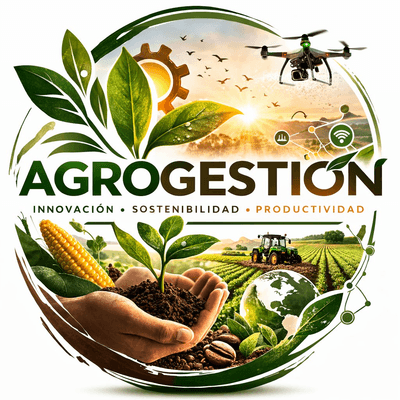 AGROGESTIÓN
INNOVACIÓN • SOSTENIBILIDAD • PRODUCTIVIDAD